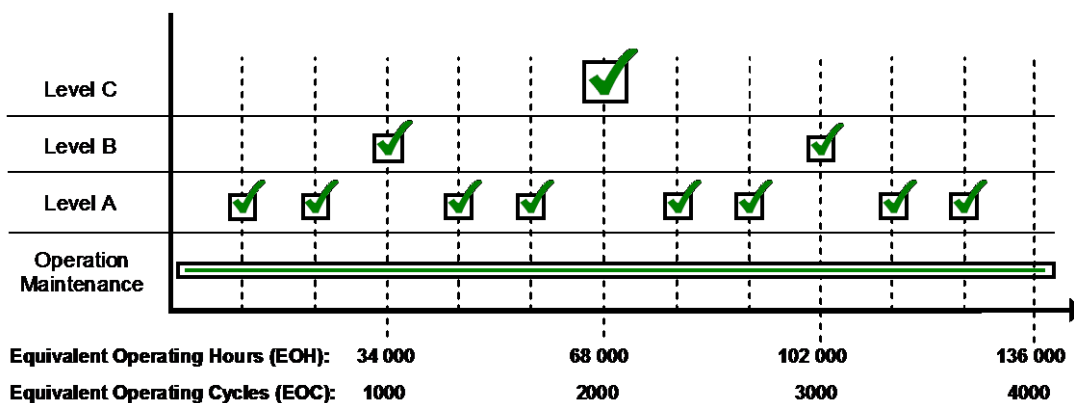 Level C
Level B
Level A
Operation
Maintenance
Equivalent Operating Hours (EOH): 34 000 68 000 102 000 136 000
Equivalent Operating Cycles (EOC): 1000 2000 3000 4000